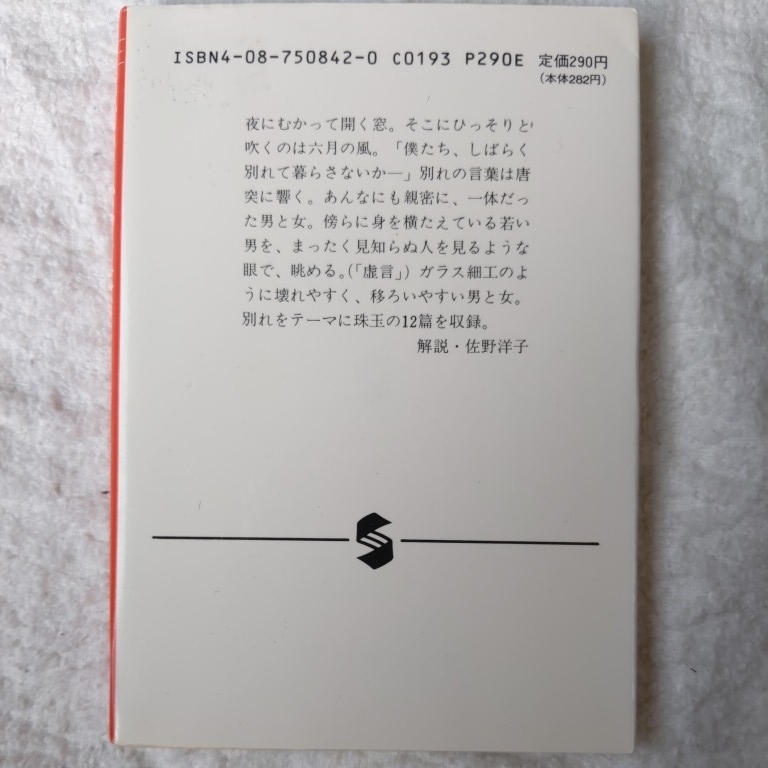 ISBN4-08-750842-0 C0193 P290E 定価290円
(本体282円)
夜にむかって開く窓。そこにひっそりと
吹くのは六月の風。「僕たち、しばらく
別れて暮らさないか―」別れの言葉は唐
突に響く。あんなにも親密に、一体だっ
た男と女。傍らに身を横たえている若い
男を、まったく見知らぬ人を見るような
眼で、眺める。(「虚言」) ガラス細工のよ
うに壊れやすく、移ろいやすい男と女。
別れをテーマに珠玉の12篇を収録。
解説・佐野洋子